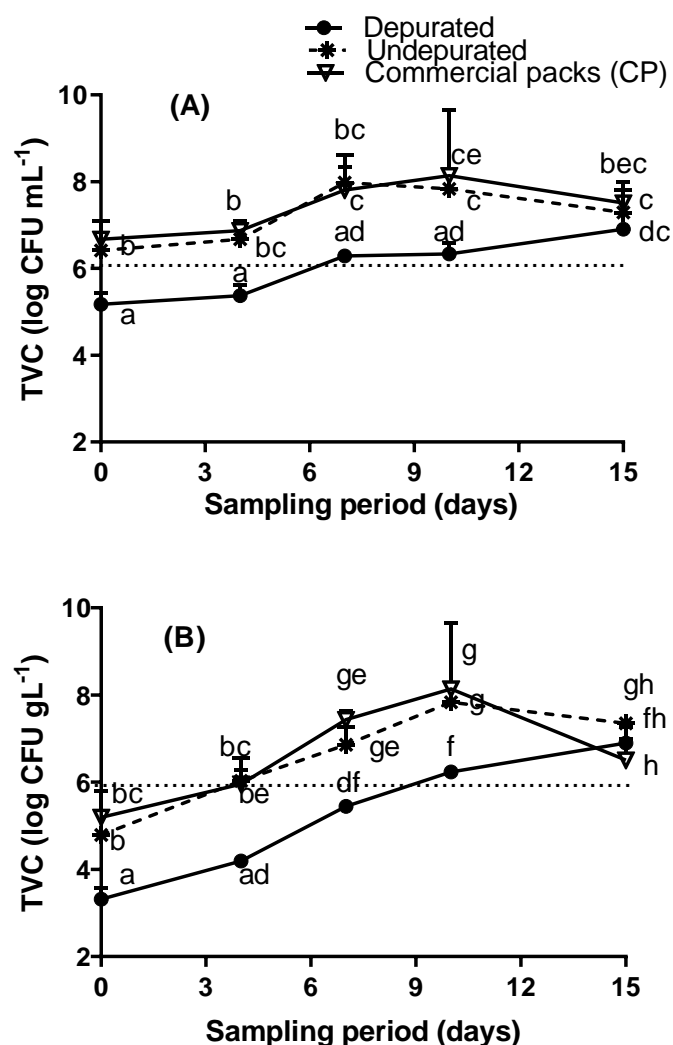 Depurated
Undepurated
Commercial packs (CP)
(A)
TVC (log CFU mL⁻¹)
10
8
6
4
2
bc
ce
bec
b
c
c
c
b
bc
ad
ad
dc
a
a
0 3 6 9 12 15
Sampling period (days)
(B)
TVC (log CFU gL⁻¹)
10
8
6
4
2
ge
g
gh
g
fh
bc
ge
f
h
bc
be
df
b
a
ad
0 3 6 9 12 15
Sampling period (days)